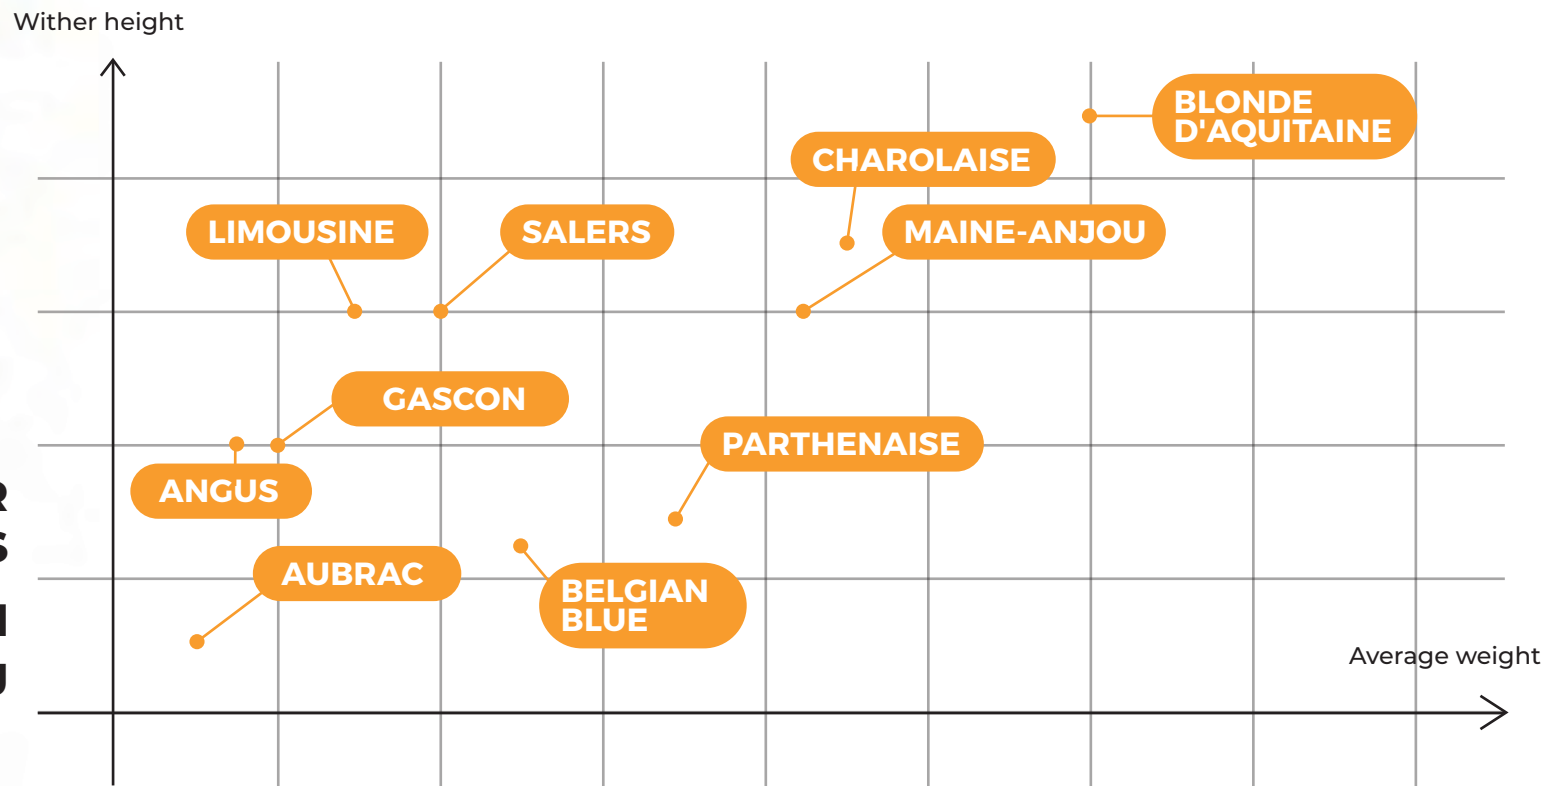 Wither height
BLONDE
D'AQUITAINE
CHAROLAISE
LIMOUSINE
SALERS
MAINE-ANJOU
GASCON
PARTHENAISE
ANGUS
AUBRAC
BELGIAN
BLUE
Average weight